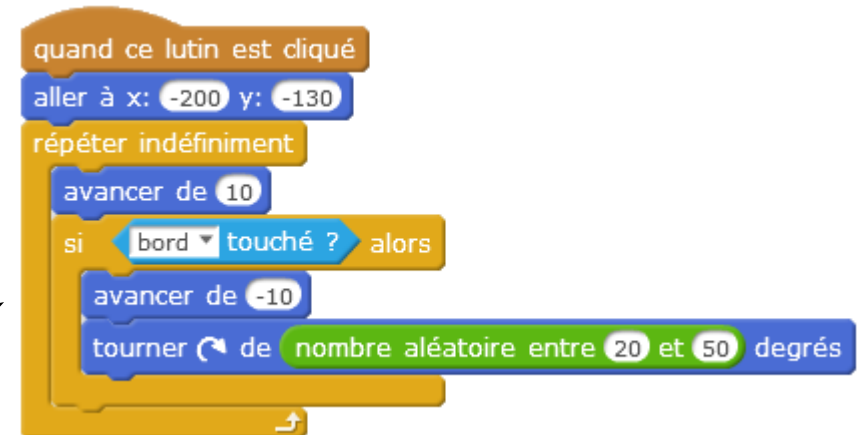 quand ce lutin est cliqué
aller à x: -200 y: -130
répéter indéfiniment
avancer de 10
si bord touché ? alors
avancer de -10
tourner de nombre aléatoire entre 20 et 50 degrés